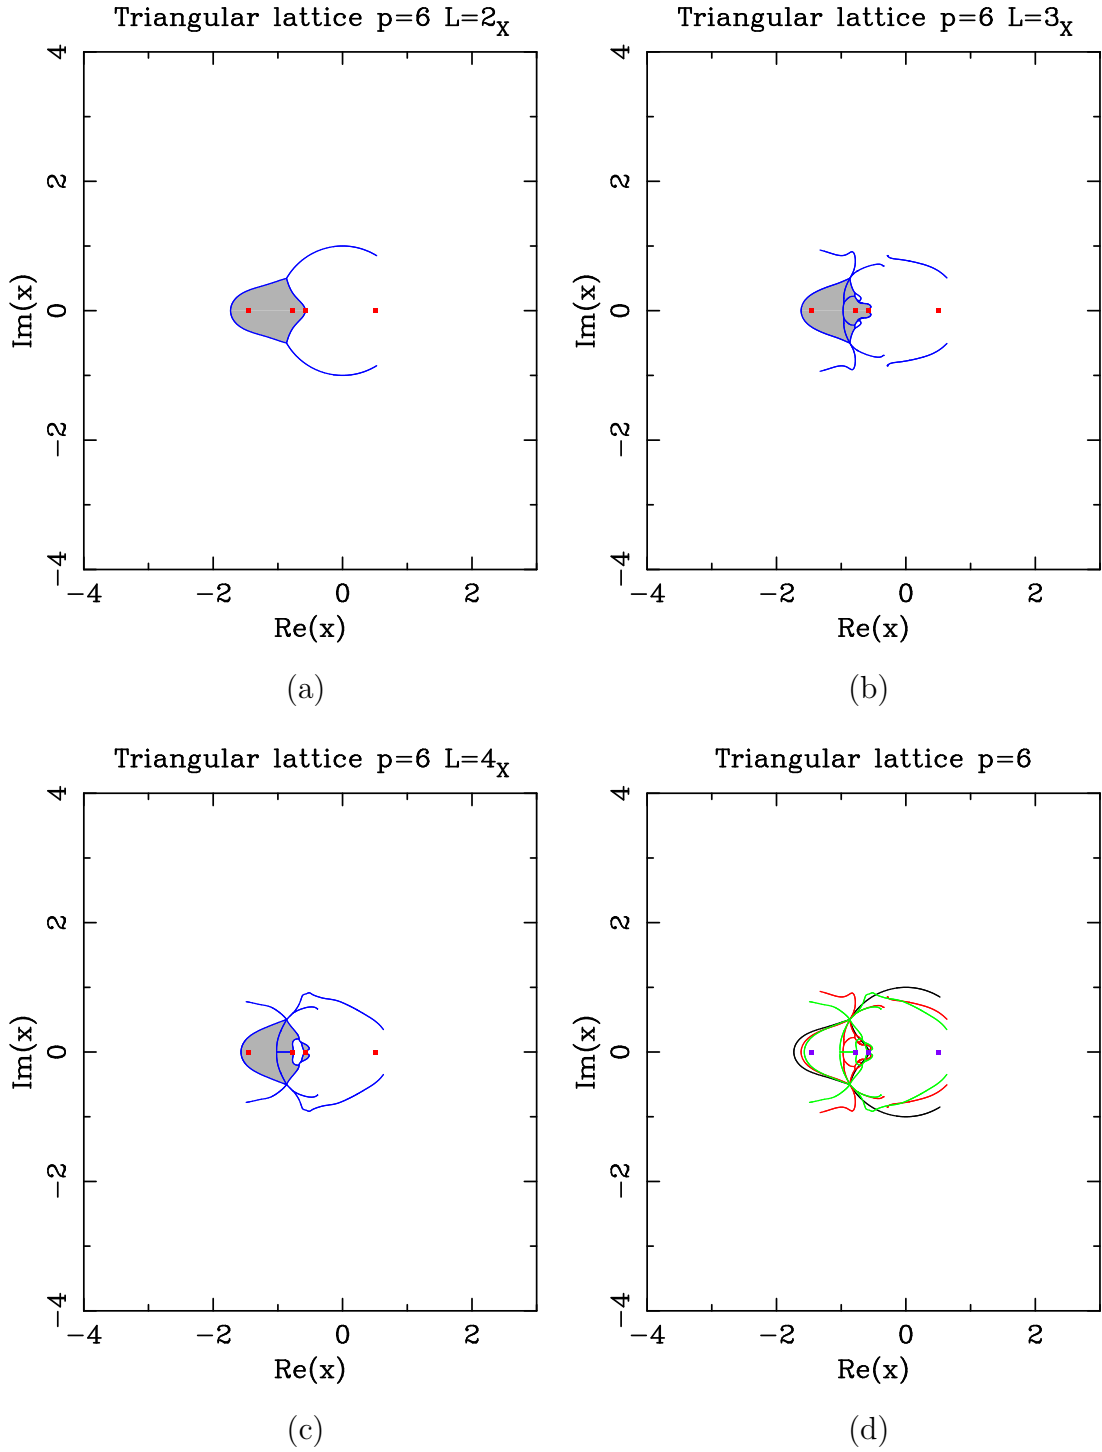 Triangular lattice p=6 L=2X
Triangular lattice p=6 L=3X
4
2
0
−2
−4
Im(x)
−4 −2 0 2
Re(x)
4
2
0
−2
−4
Im(x)
−4 −2 0 2
Re(x)
(a)
(b)
Triangular lattice p=6 L=4X
Triangular lattice p=6
4
2
0
−2
−4
Im(x)
−4 −2 0 2
Re(x)
4
2
0
−2
−4
Im(x)
−4 −2 0 2
Re(x)
(c)
(d)